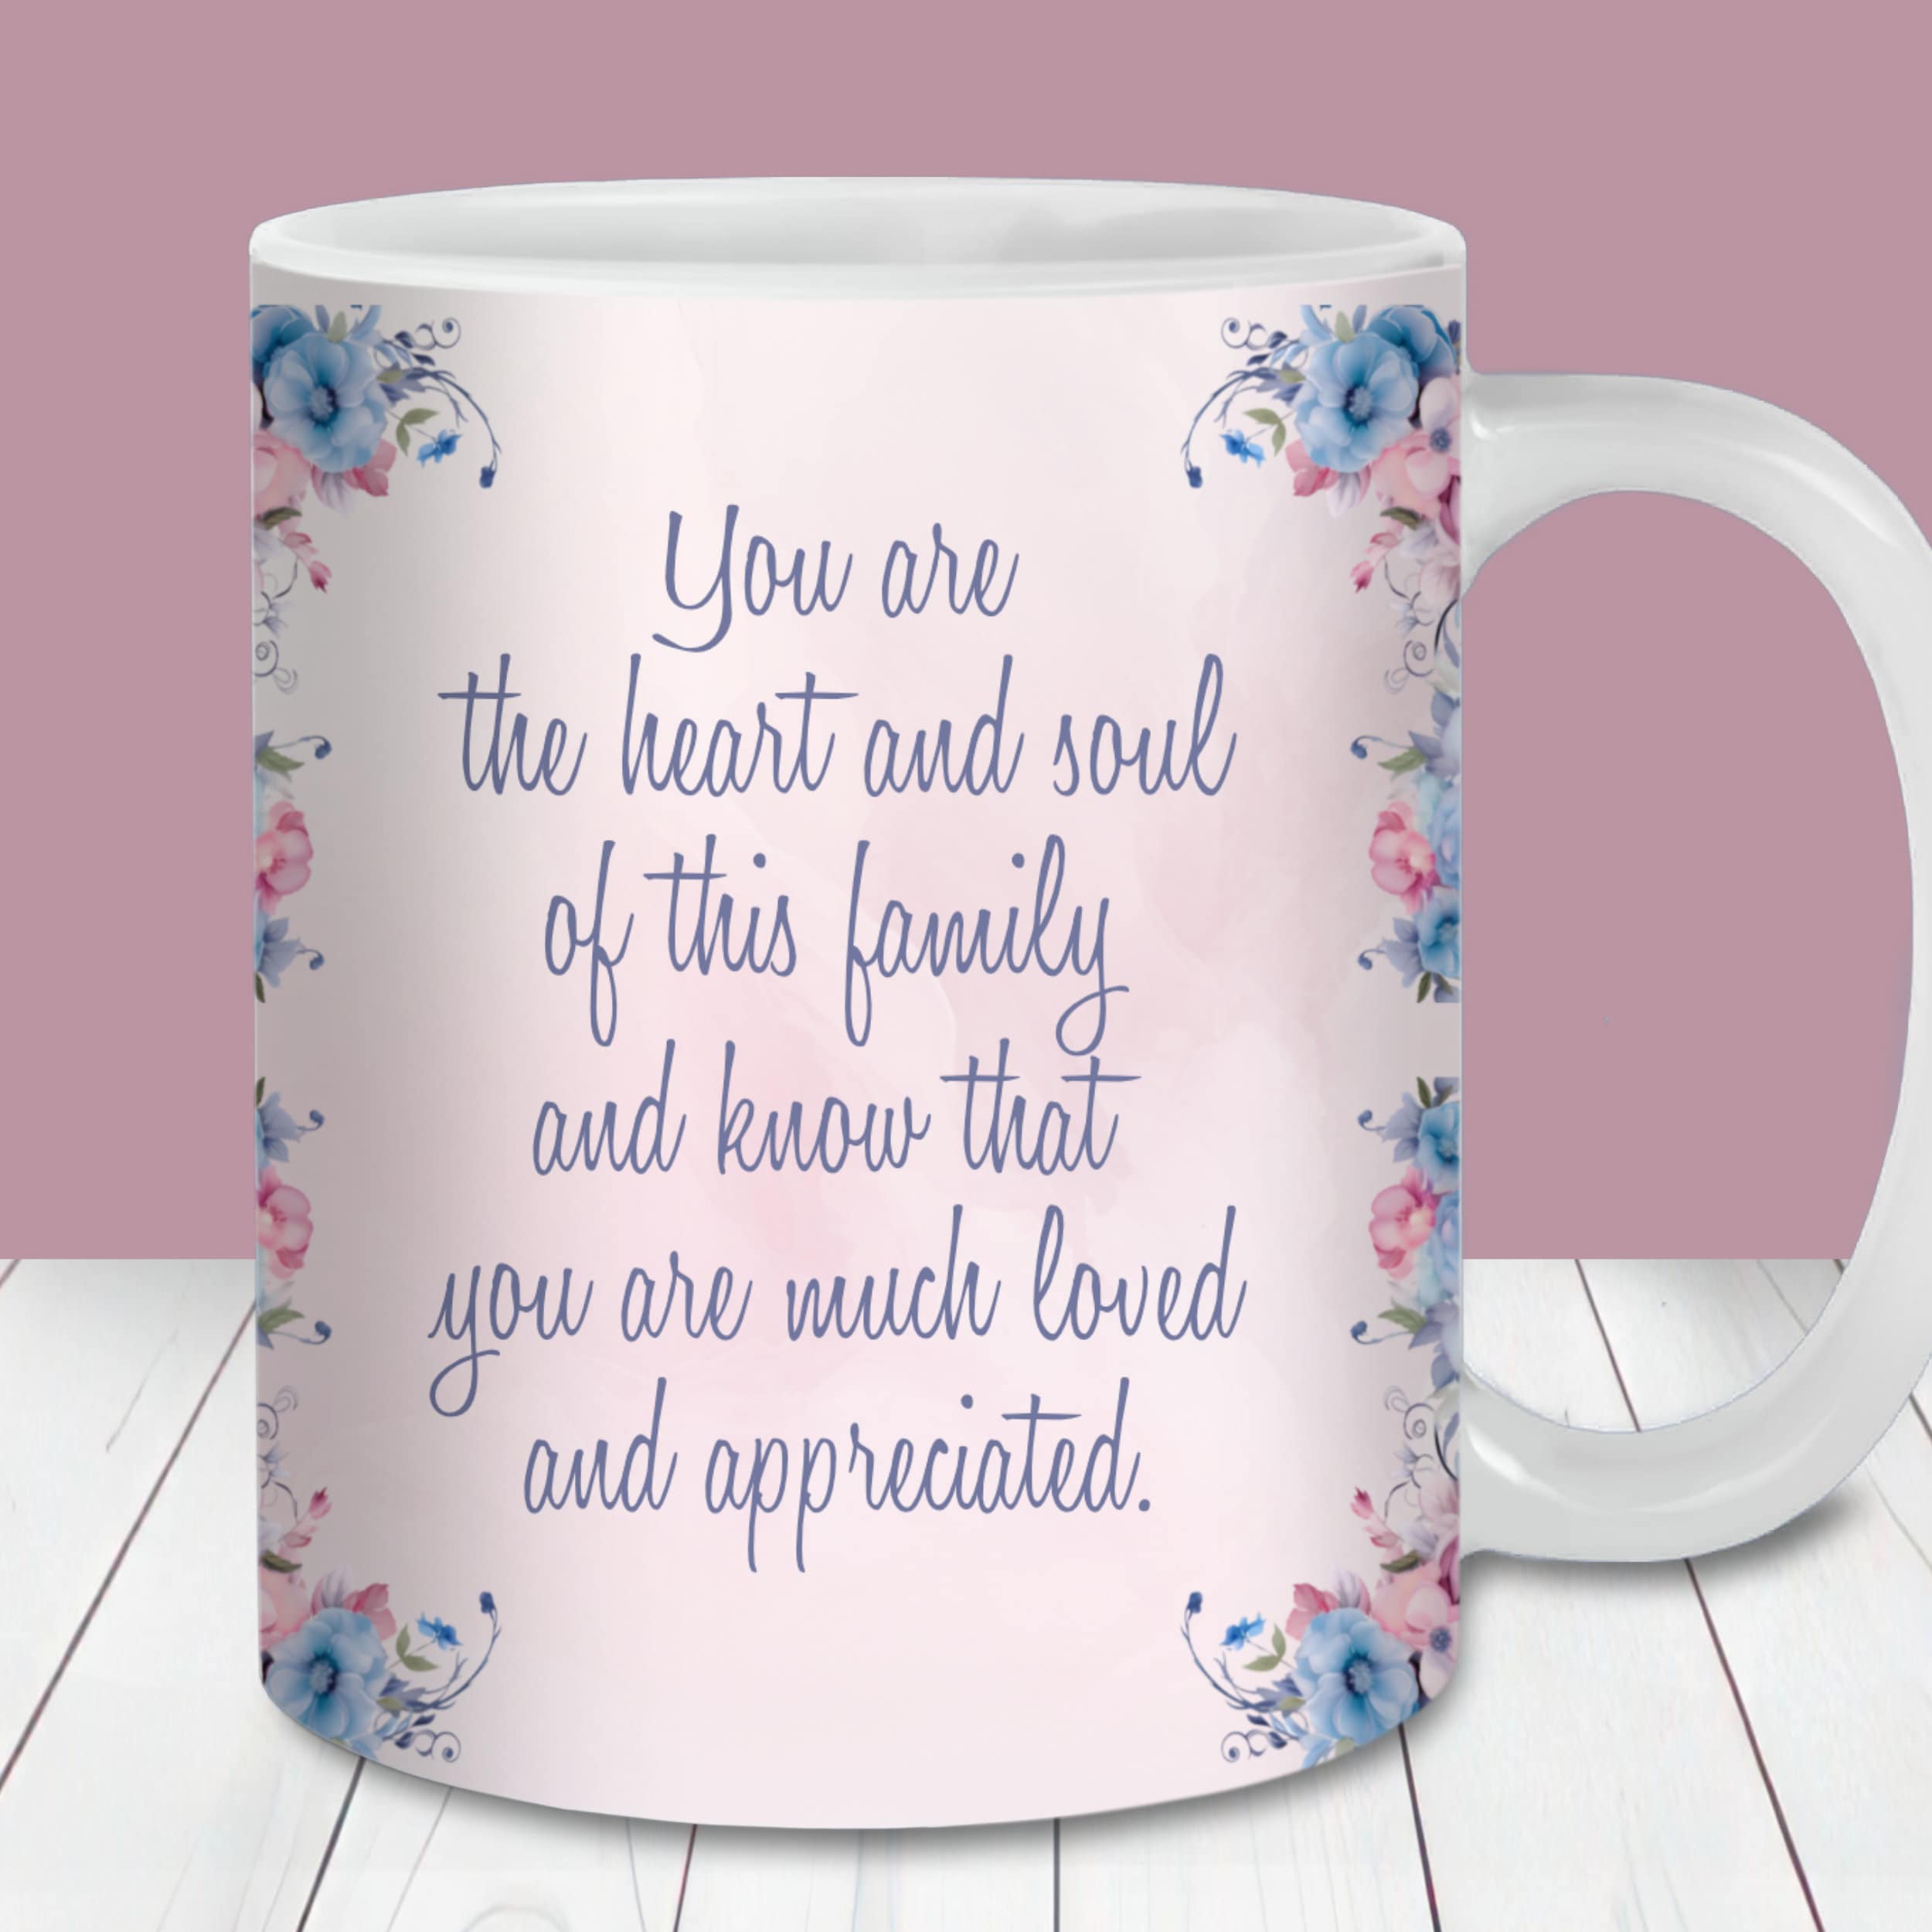 You are
the heart and soul
of this family
and know that
you are much loved
and appreciated.